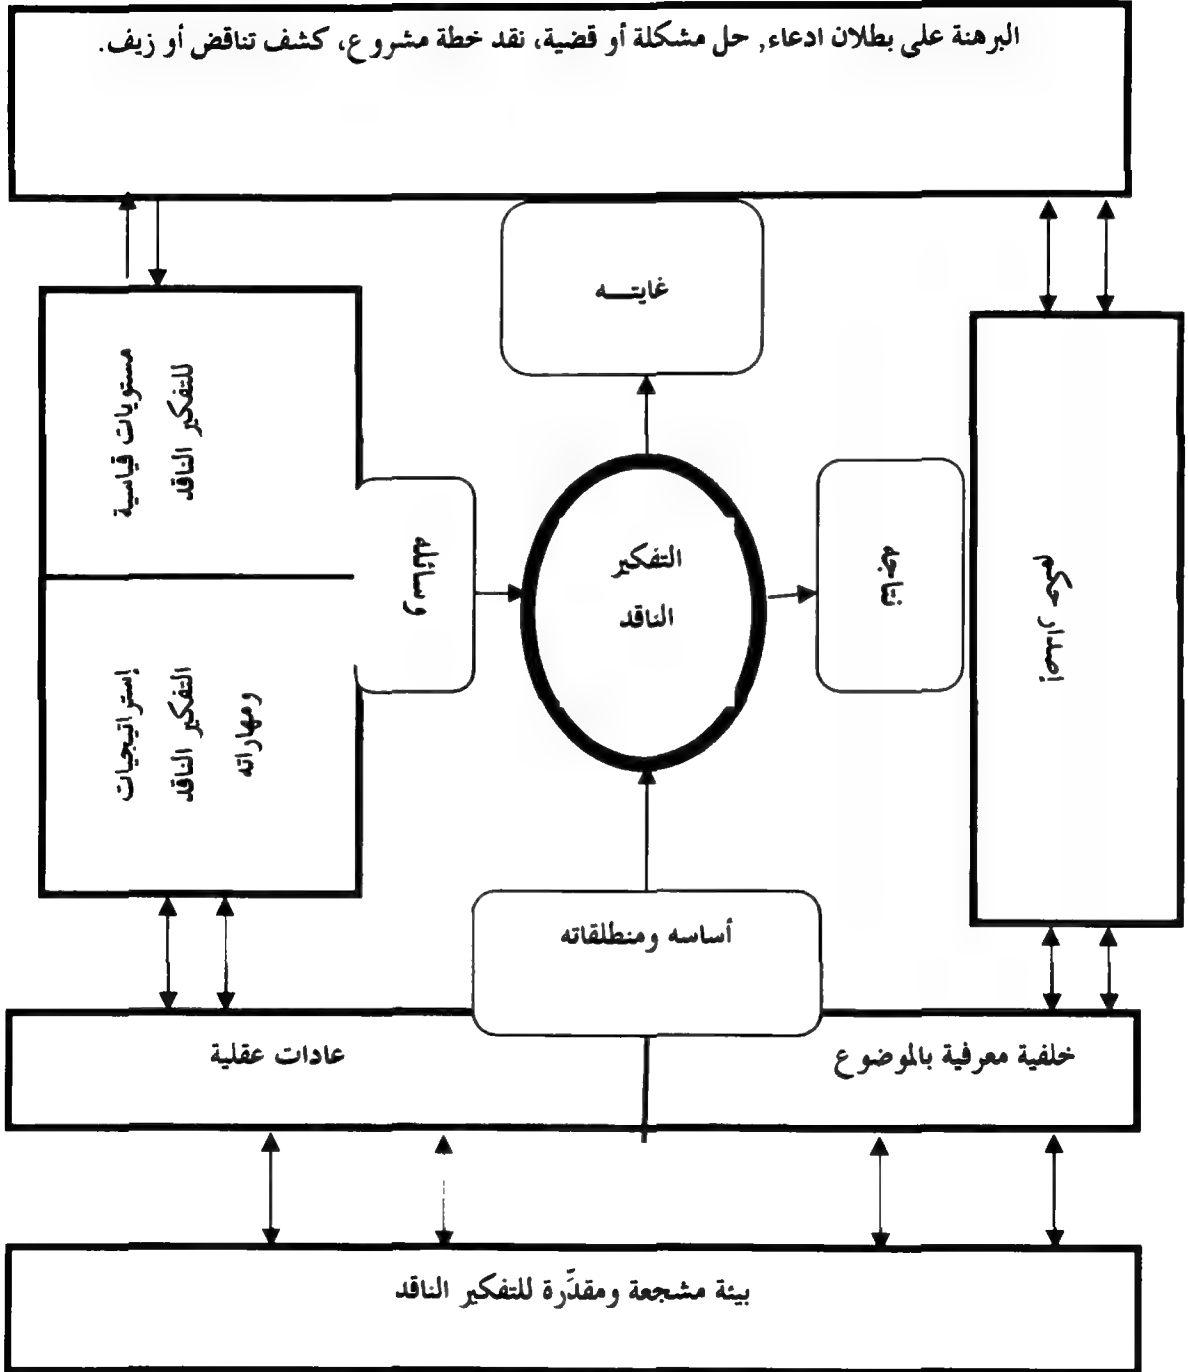 البرهنة على بطلان ادعاء, حل مشكلة أو قضية، نقد خطة مشروع، كشف تناقض أو زيف.
غايتـــه
إصدار حكم
نتاجه
التفكير
الناقد
وسائله
مستويات قياسية
للتفكير الناقد
إستراتيجيات
التفكير الناقد
ومهاراته
أساسه ومنطلقاته
خلفية معرفية بالموضوع
عادات عقلية
بيئة مشجعة ومقدّرة للتفكير الناقد